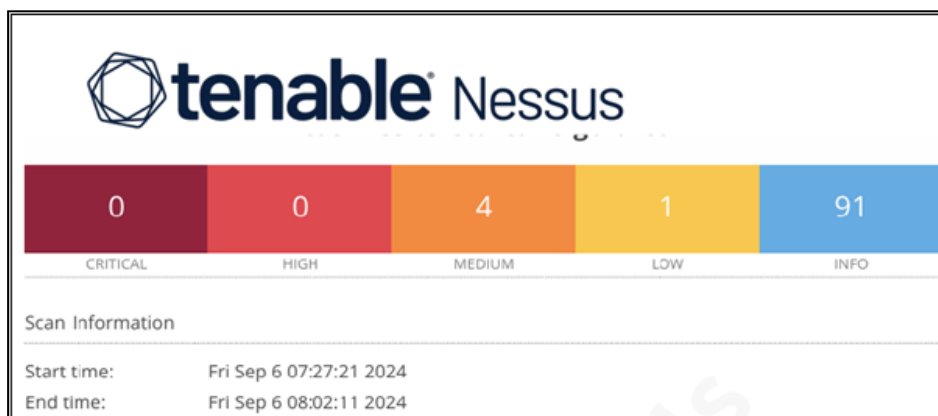 tenable Nessus
0 0 4 1 91
CRITICAL HIGH MEDIUM LOW INFO
Scan Information
Start time: Fri Sep 6 07:27:21 2024
End time: Fri Sep 6 08:02:11 2024